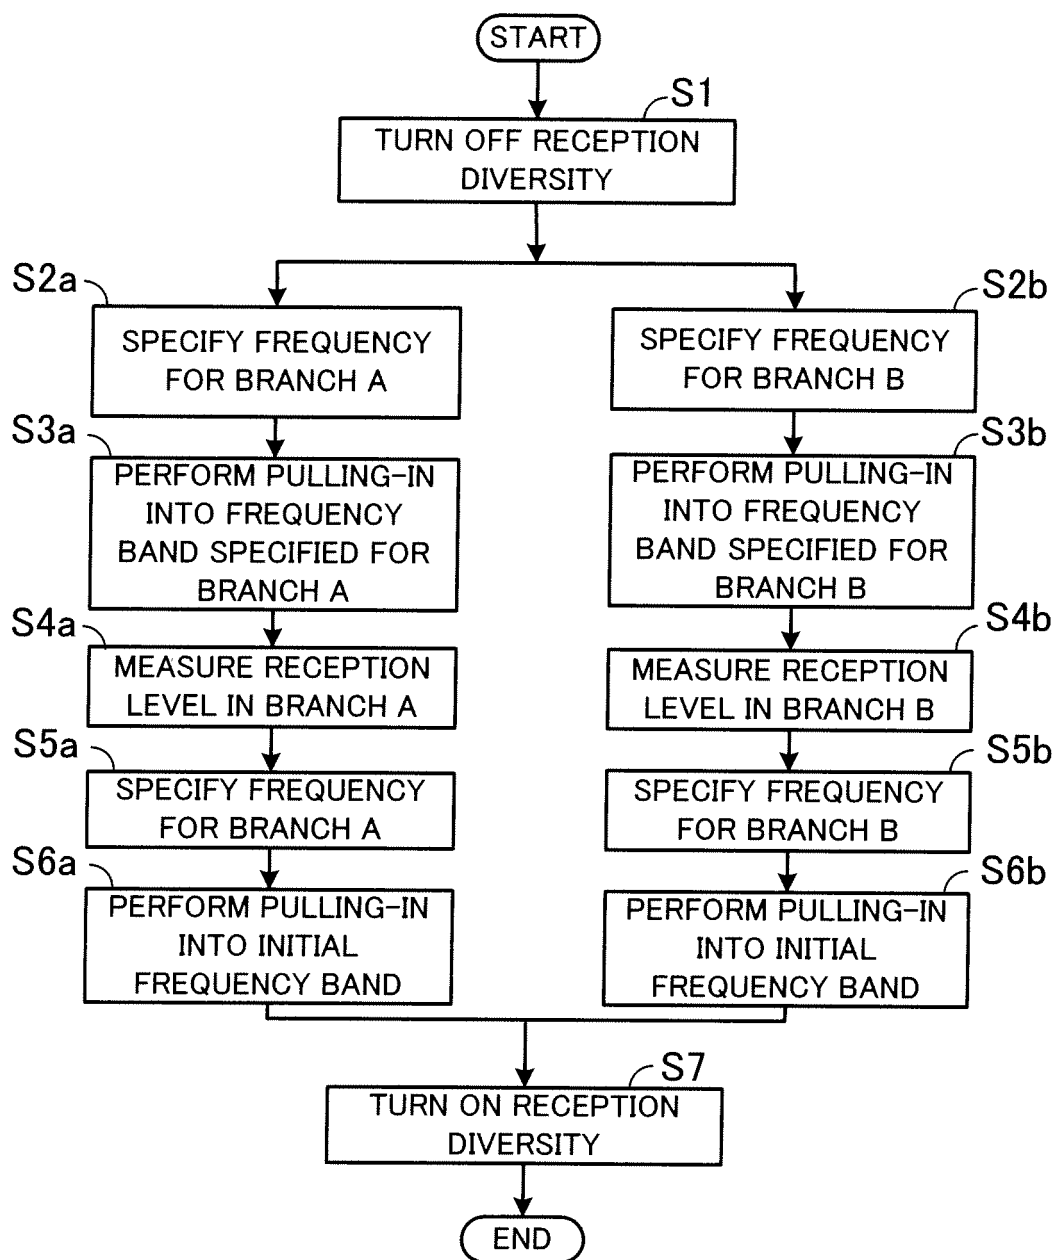 START
S1
TURN OFF RECEPTION
DIVERSITY
S2a
SPECIFY FREQUENCY
FOR BRANCH A
S3a
PERFORM PULLING-IN
INTO FREQUENCY
BAND SPECIFIED FOR
BRANCH A
S4a
MEASURE RECEPTION
LEVEL IN BRANCH A
S5a
SPECIFY FREQUENCY
FOR BRANCH A
S6a
PERFORM PULLING-IN
INTO INITIAL
FREQUENCY BAND
S2b
SPECIFY FREQUENCY
FOR BRANCH B
S3b
PERFORM PULLING-IN
INTO FREQUENCY
BAND SPECIFIED FOR
BRANCH B
S4b
MEASURE RECEPTION
LEVEL IN BRANCH B
S5b
SPECIFY FREQUENCY
FOR BRANCH B
S6b
PERFORM PULLING-IN
INTO INITIAL
FREQUENCY BAND
S7
TURN ON RECEPTION
DIVERSITY
END